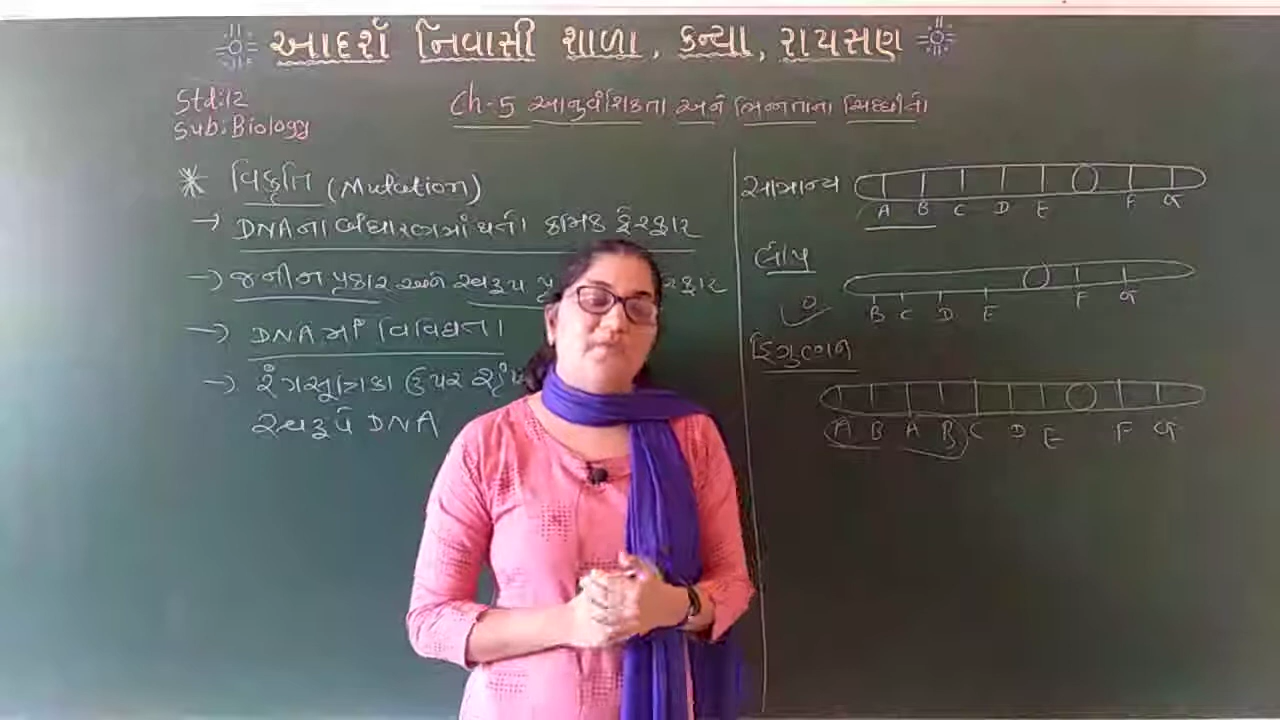 આદર્શ નિવાસી શાળા, કન્યા, રાયસણ
Std:12
Sub: Biology
Ch-5 આનુવંશિકતા અને ભિન્નતાના સિદ્ધાંતો
* વિકૃતિ (Mutation)
→ DNAના બંધારણમાં થતી ક્રમિક ફેરફાર
→ જનીન પ્રકાર અને સ્વરૂપ
→ DNAમાં વિવિધતા
→ રંગસૂત્રિકા ઉપર
સ્વરૂપે DNA
સામાન્ય
A B C D E F G
લોપ
B C D E F G
દ્વિગુણન
A B A B C D E F G